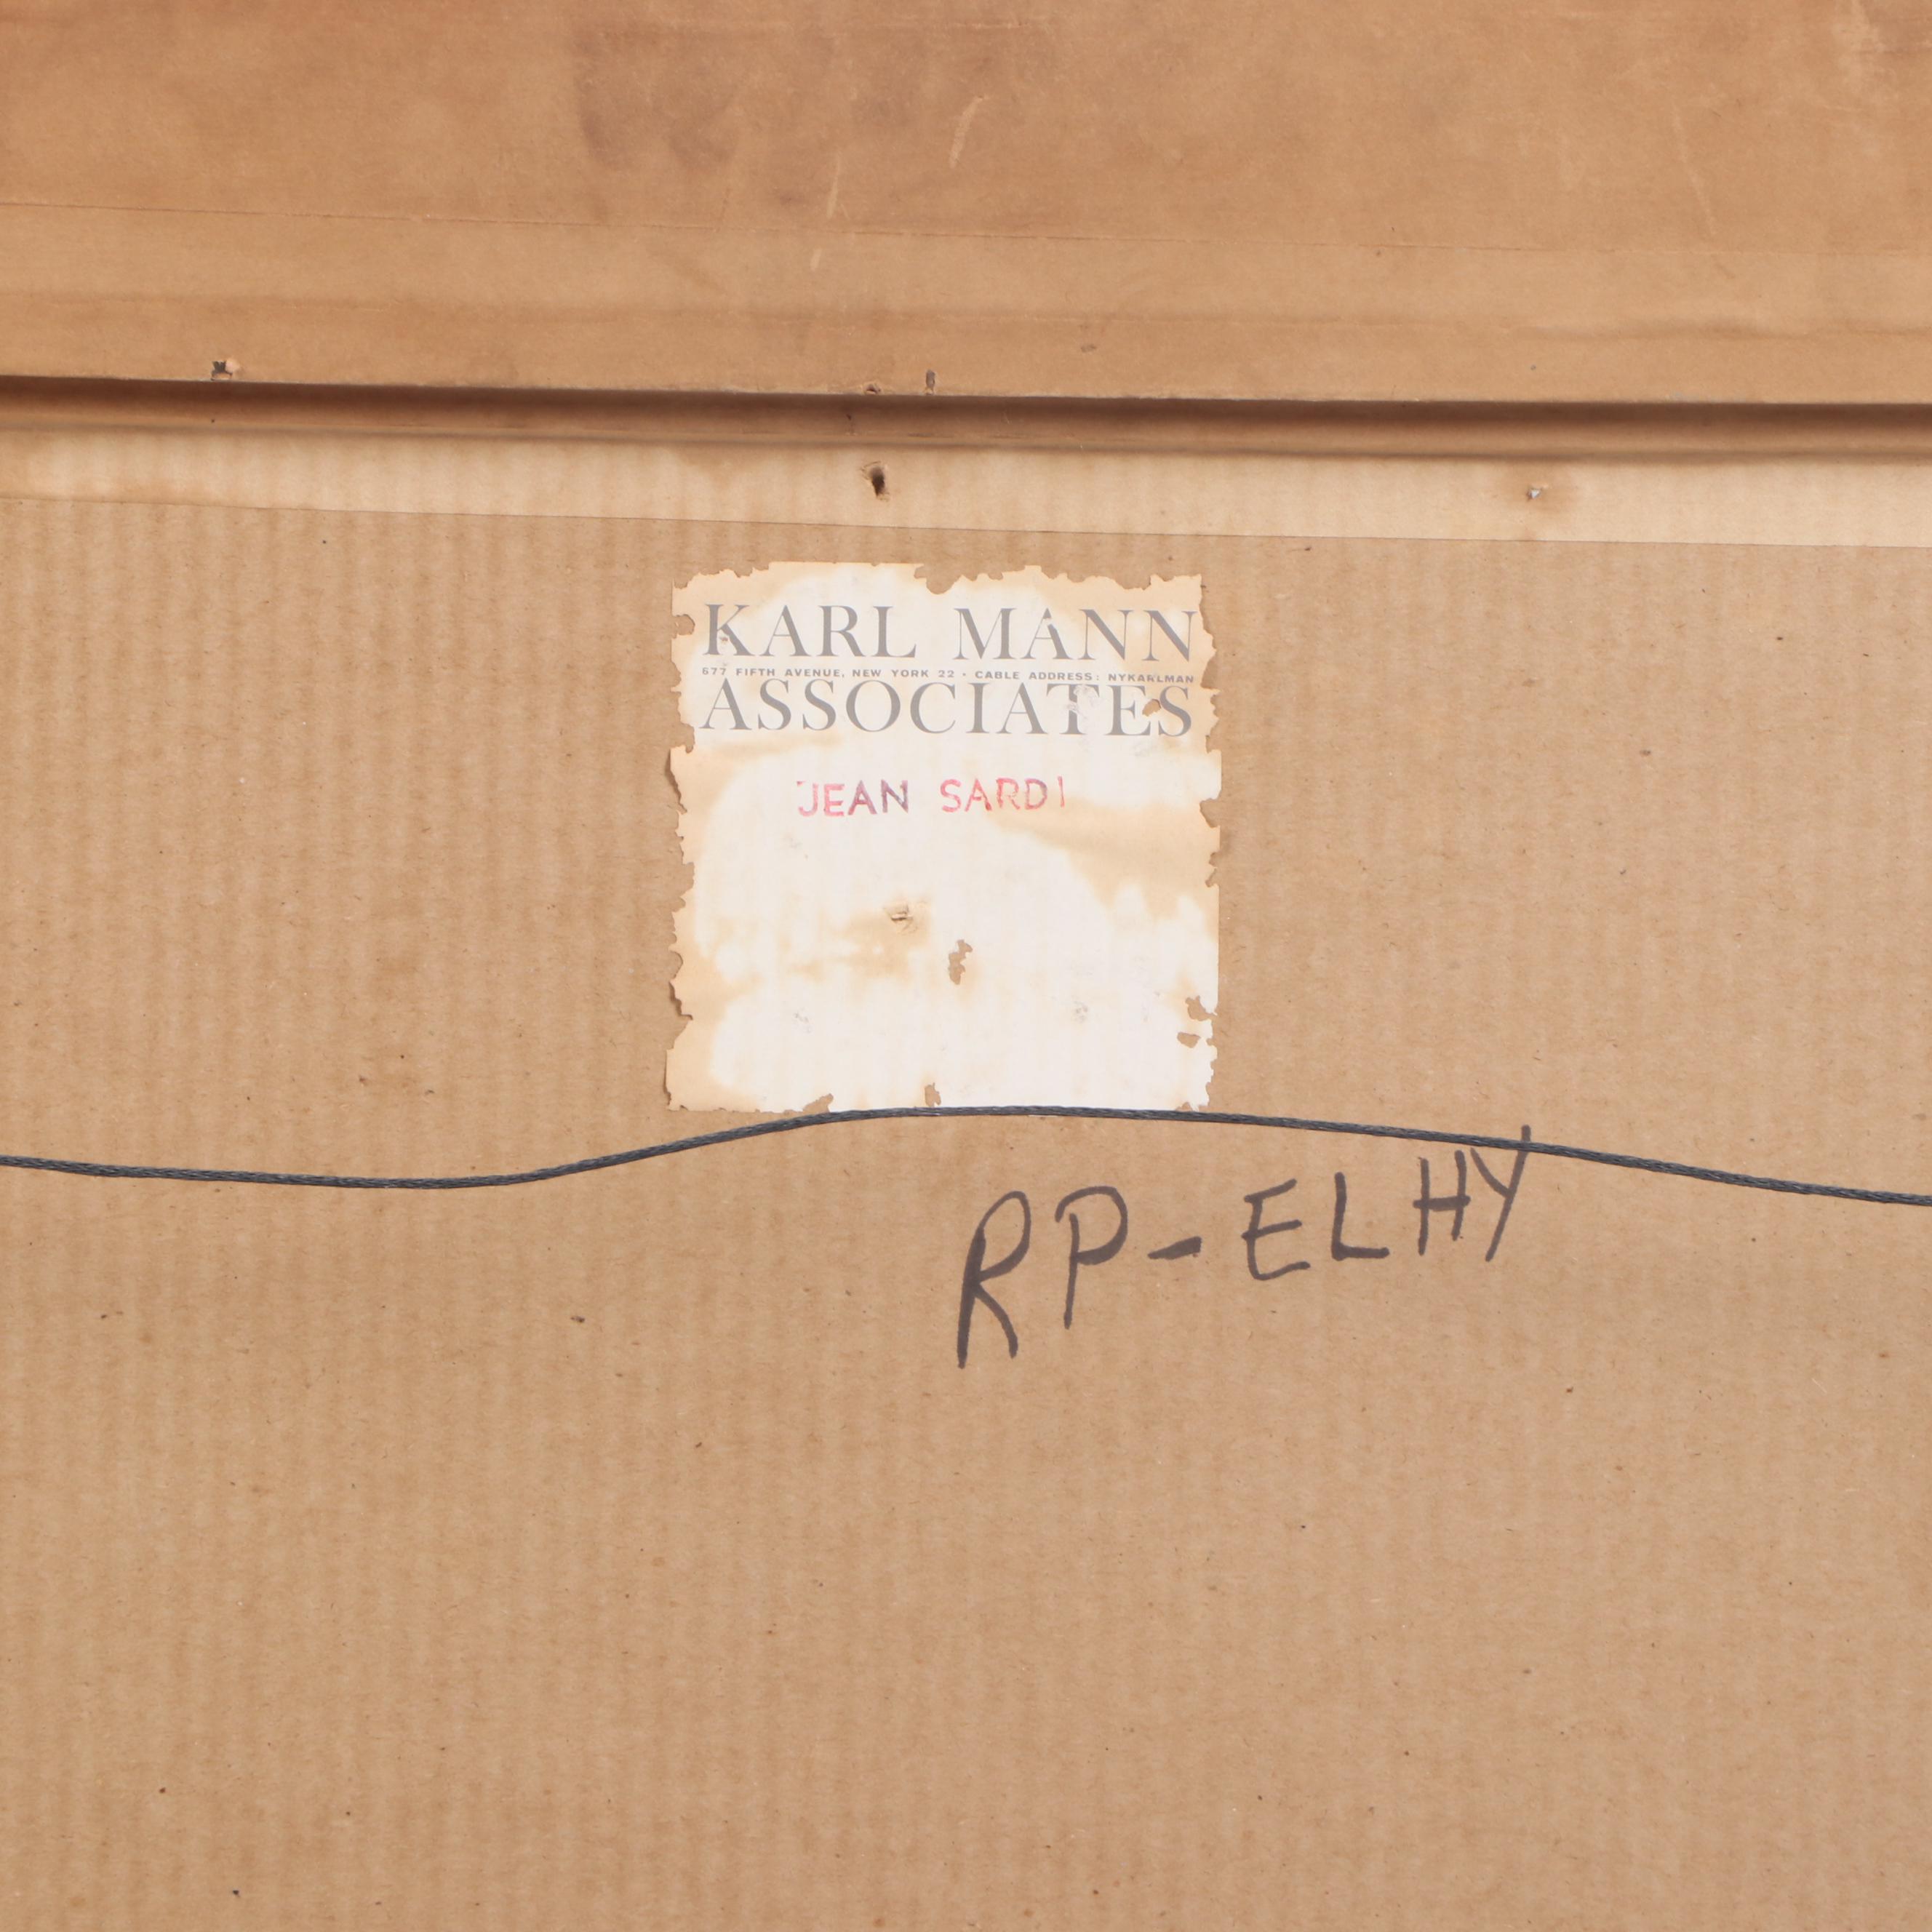 KARL MANN
677 FIFTH AVENUE, NEW YORK 22 • CABLE ADDRESS: NYKARLMAN
ASSOCIATES
JEAN SARDI
RP-ELHY